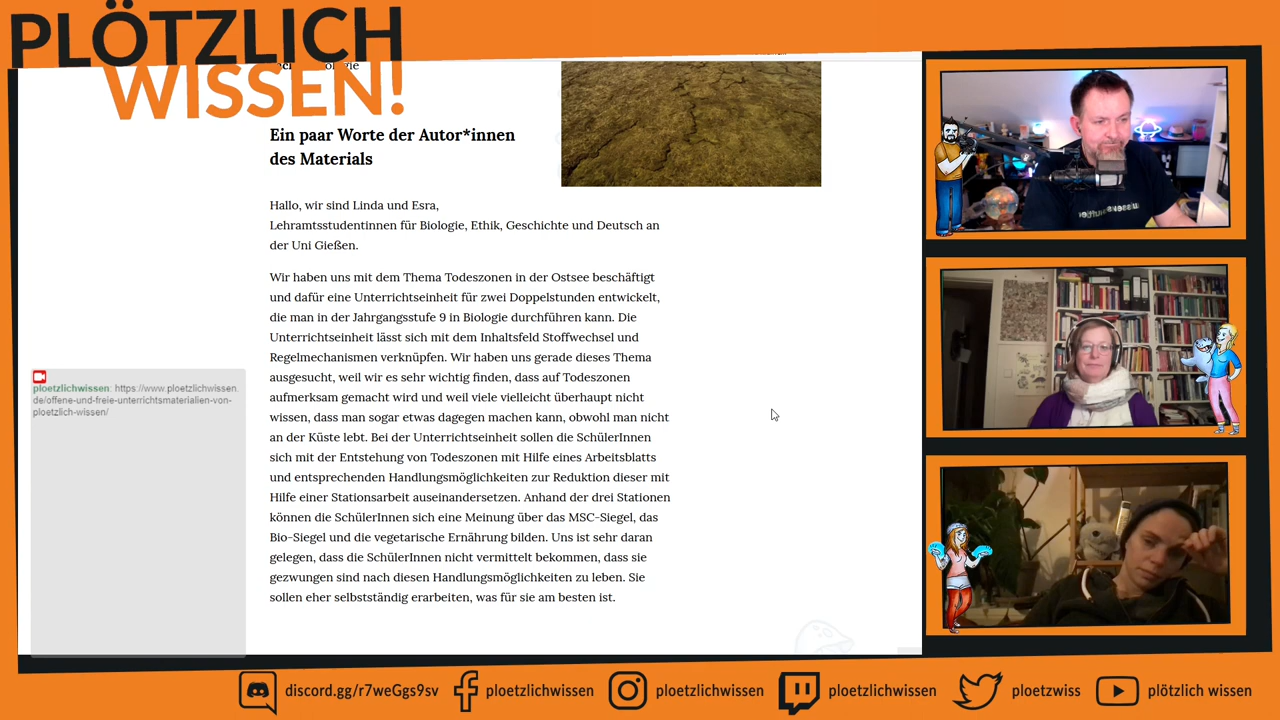 PLÖTZLICH
WISSEN!
Ein paar Worte der Autor*innen
des Materials
Hallo, wir sind Linda und Esra,
Lehramtsstudentinnen für Biologie, Ethik, Geschichte und Deutsch an
der Uni Gießen.
Wir haben uns mit dem Thema Todeszonen in der Ostsee beschäftigt
und dafür eine Unterrichtseinheit für zwei Doppelstunden entwickelt,
die man in der Jahrgangsstufe 9 in Biologie durchführen kann. Die
Unterrichtseinheit lässt sich mit dem Inhaltsfeld Stoffwechsel und
Regelmechanismen verknüpfen. Wir haben uns gerade dieses Thema
ausgesucht, weil wir es sehr wichtig finden, dass auf Todeszonen
aufmerksam gemacht wird und weil viele vielleicht überhaupt nicht
wissen, dass man sogar etwas dagegen machen kann, obwohl man nicht
an der Küste lebt. Bei der Unterrichtseinheit sollen die SchülerInnen
sich mit der Entstehung von Todeszonen mit Hilfe eines Arbeitsblatts
und entsprechenden Handlungsmöglichkeiten zur Reduktion dieser mit
Hilfe einer Stationsarbeit auseinandersetzen. Anhand der drei Stationen
können die SchülerInnen sich eine Meinung über das MSC-Siegel, das
Bio-Siegel und die vegetarische Ernährung bilden. Uns ist sehr daran
gelegen, dass die SchülerInnen nicht vermittelt bekommen, dass sie
gezwungen sind nach diesen Handlungsmöglichkeiten zu leben. Sie
sollen eher selbstständig erarbeiten, was für sie am besten ist.
ploetzlichwissen: https://www.ploetzlichwissen.
de/offene-und-freie-unterrichtsmaterialien-von-
ploetzlich-wissen/
discord.gg/r7weGgs9sv ploetzlichwissen ploetzlichwissen ploetzlichwissen ploetzwiss plötzlich wissen